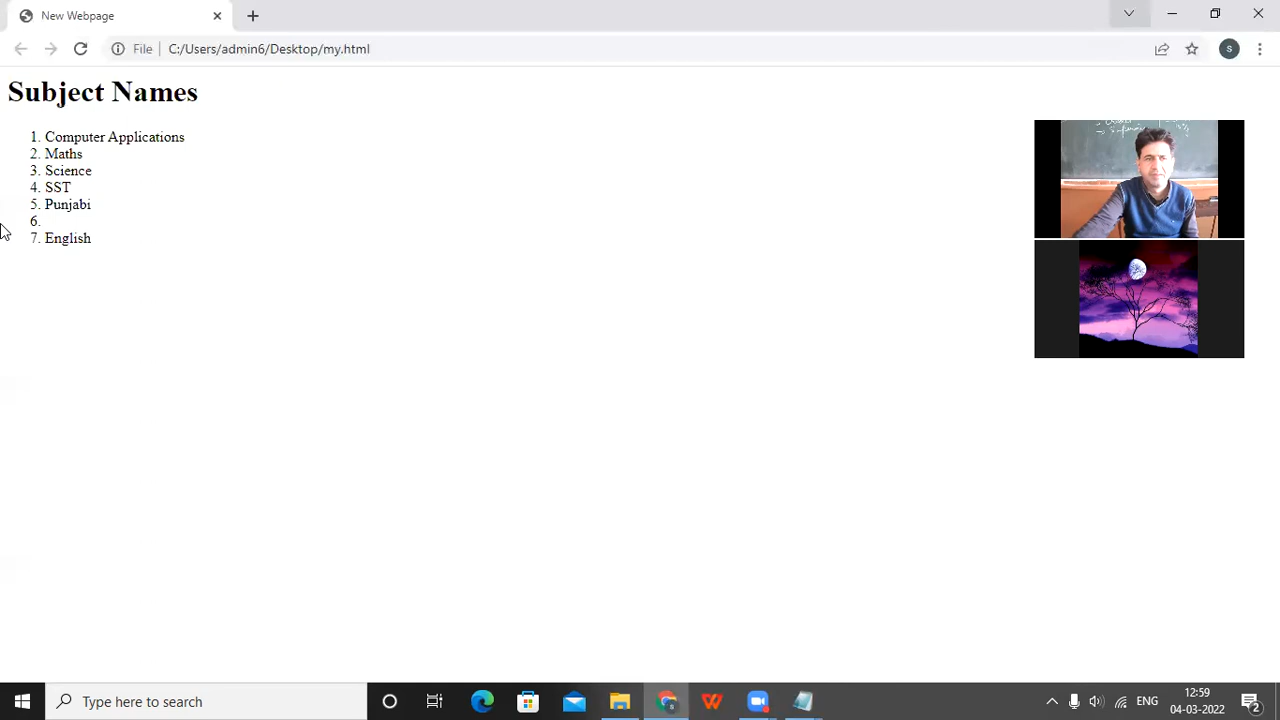 New Webpage
File
C:/Users/admin6/Desktop/my.html
S
Subject Names
1. Computer Applications
2. Maths
3. Science
4. SST
5. Punjabi
6.
7. English
Type here to search
ENG
12:59
04-03-2022
2